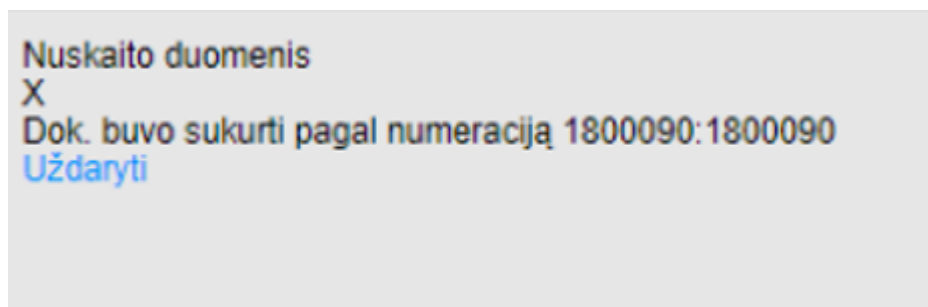 Nuskaito duomenis
X
Dok. buvo sukurti pagal numeraciją 1800090:1800090
Uždaryti